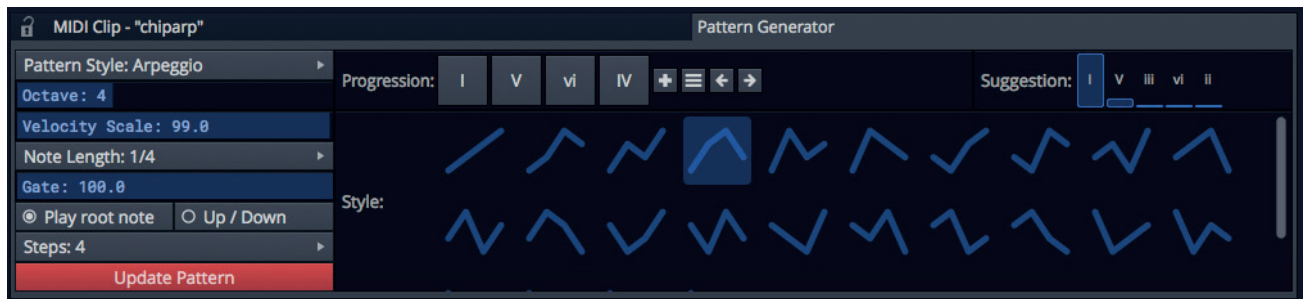 MIDI Clip - "chiparp"
Pattern Generator
Pattern Style: Arpeggio
Octave: 4
Velocity Scale: 99.0
Note Length: 1/4
Gate: 100.0
Play root note
Up / Down
Steps: 4
Update Pattern
Progression: I V vi IV
Suggestion: I V iii vi ii
Style: